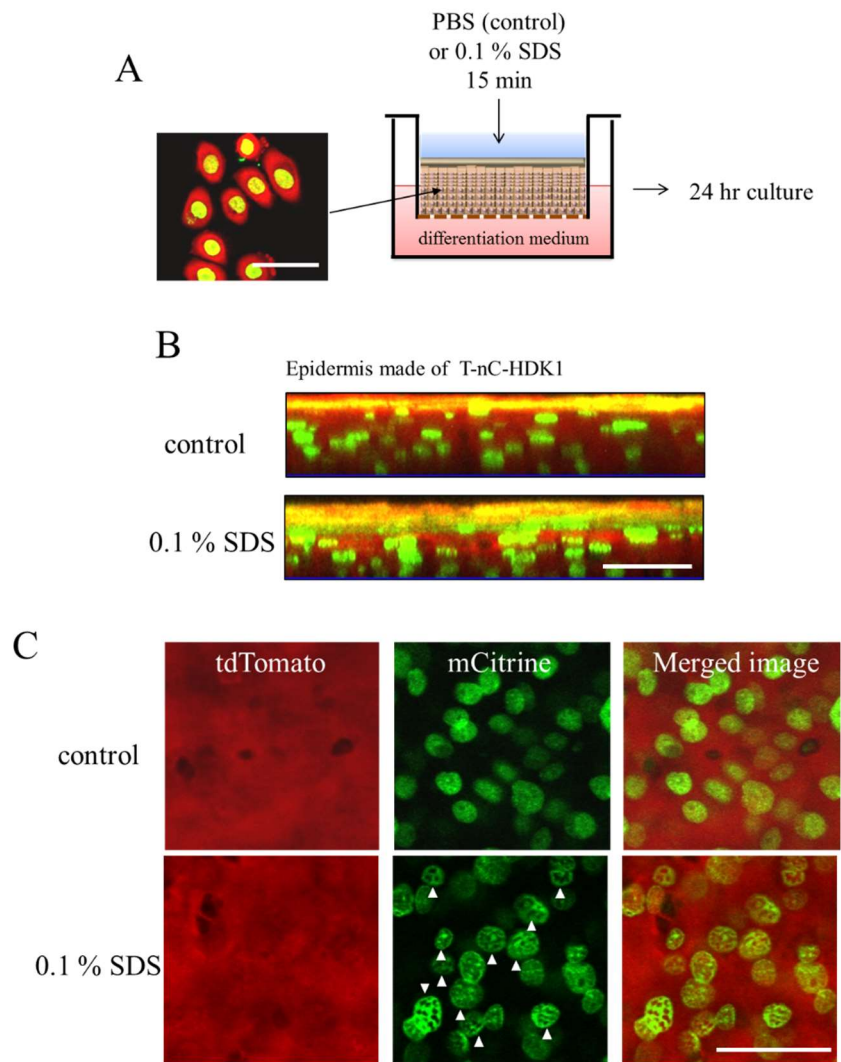 A
PBS (control)
or 0.1 % SDS
15 min
24 hr culture
differentiation medium
B
Epidermis made of T-nC-HDK1
control
0.1 % SDS
C
tdTomato
mCitrine
Merged image
control
0.1 % SDS